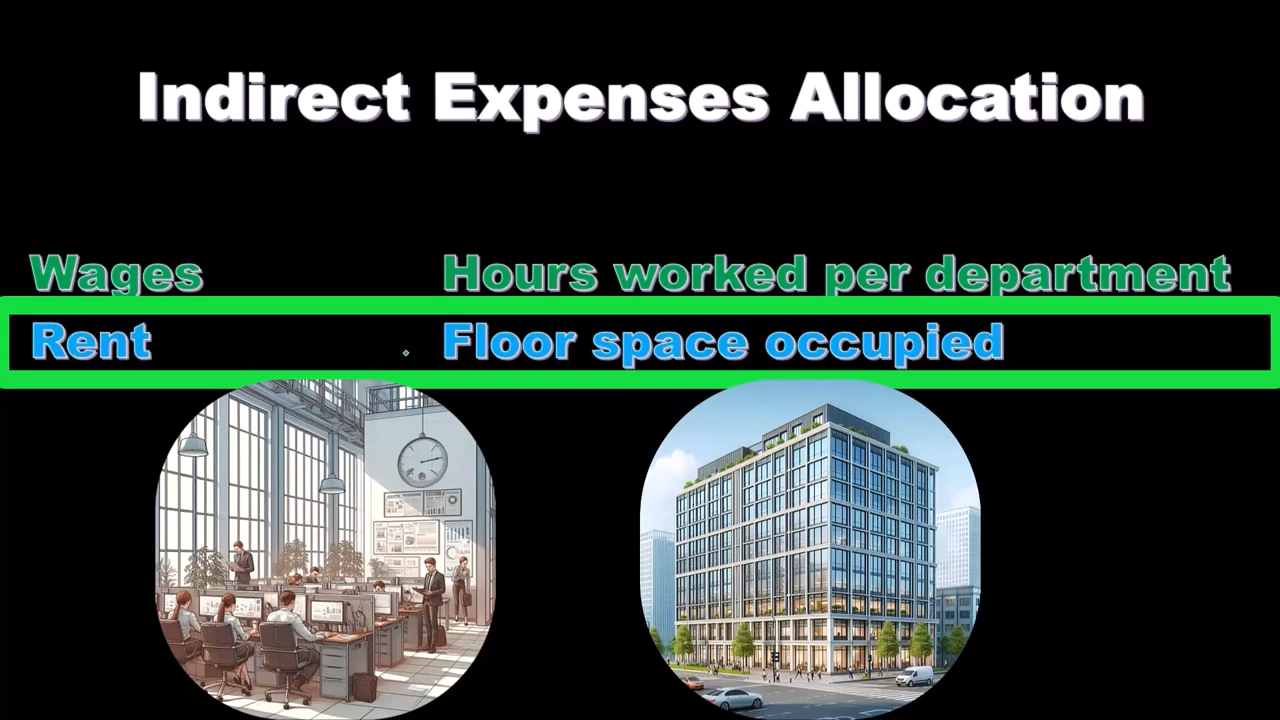 Indirect Expenses Allocation
Wages Hours worked per department
Rent Floor space occupied